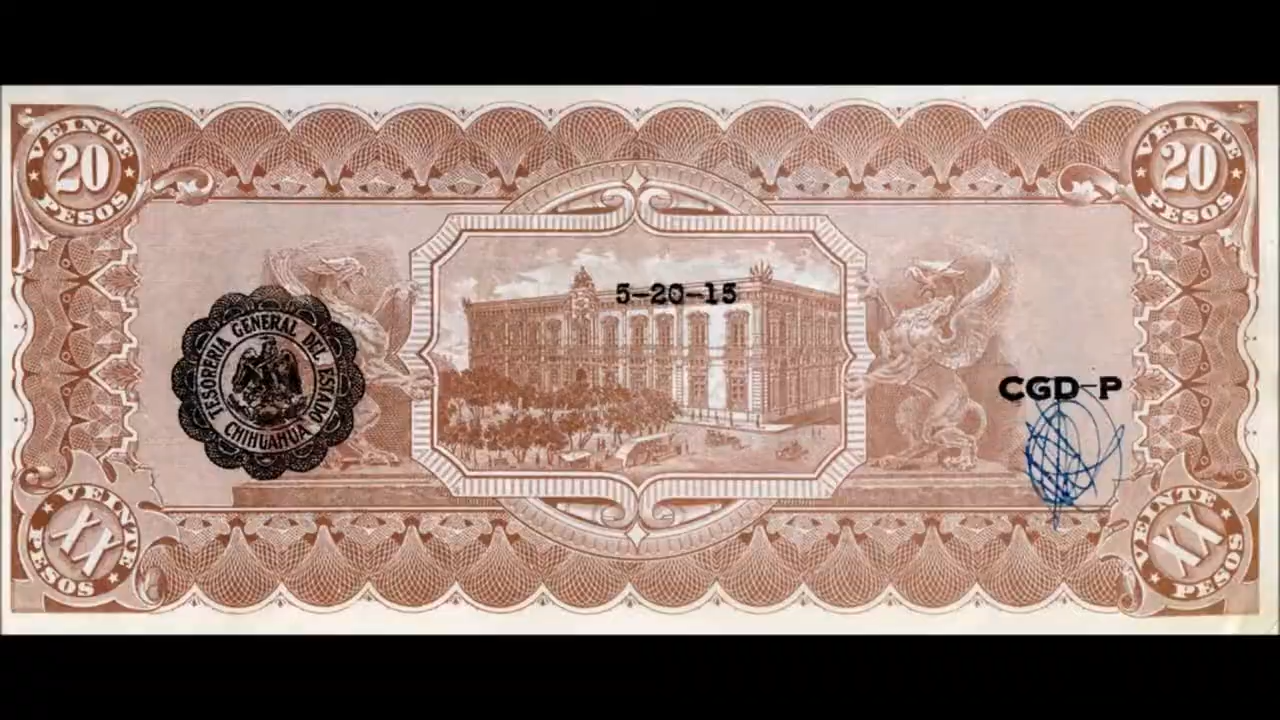 VEINTE
20
PESOS
VEINTE
20
PESOS
5-20-15
TESORERIA GENERAL DEL ESTADO
CHIHUAHUA
CGD-P
VEINTE
XX
PESOS
VEINTE
XX
PESOS